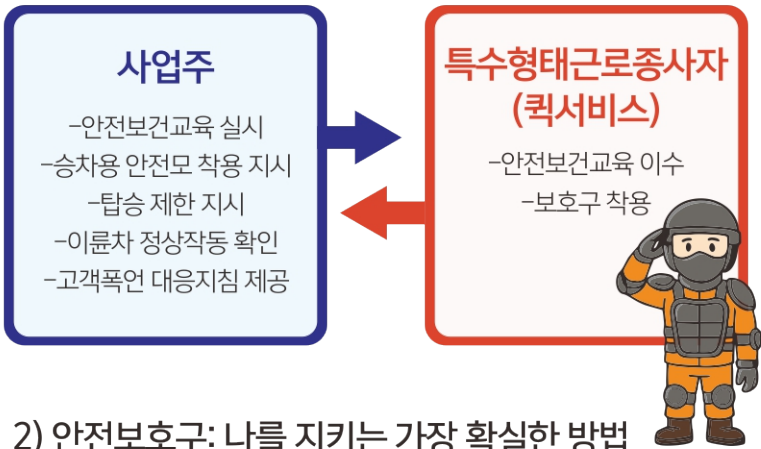 사업주
-안전보건교육 실시
-승차용 안전모 착용 지시
-탑승 제한 지시
-이륜차 정상작동 확인
-고객폭언 대응지침 제공
특수형태근로종사자
(퀵서비스)
-안전보건교육 이수
-보호구 착용
2) 안전보호구: 나를 지키는 가장 확실한 방법